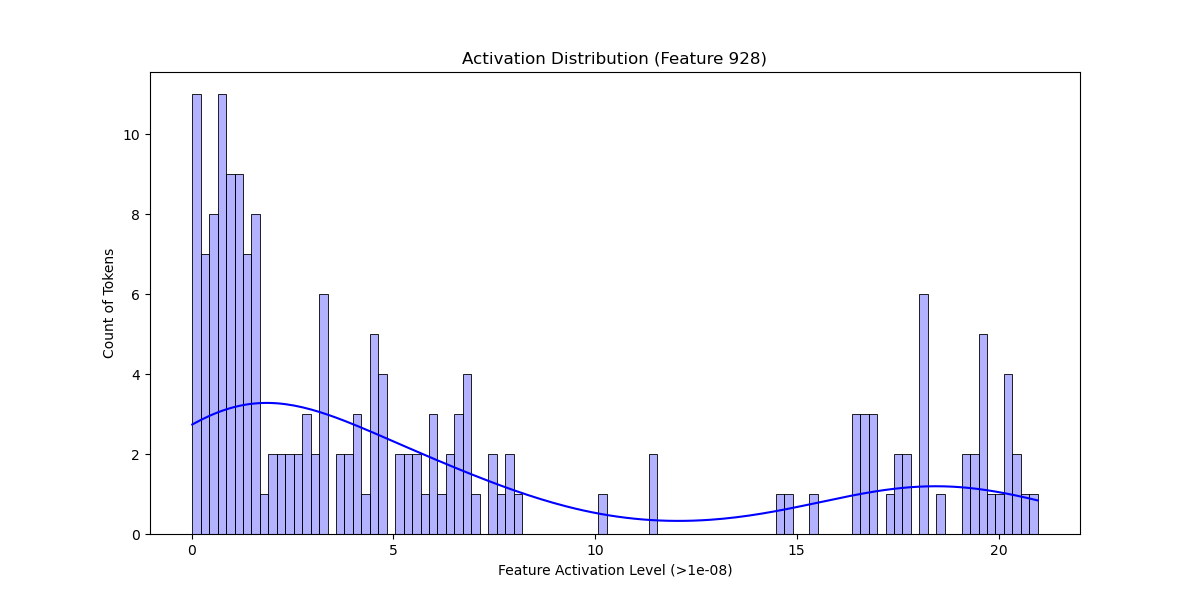 Activation Distribution (Feature 928)
Count of Tokens
10
8
6
4
2
0
0 5 10 15 20
Feature Activation Level (>1e-08)